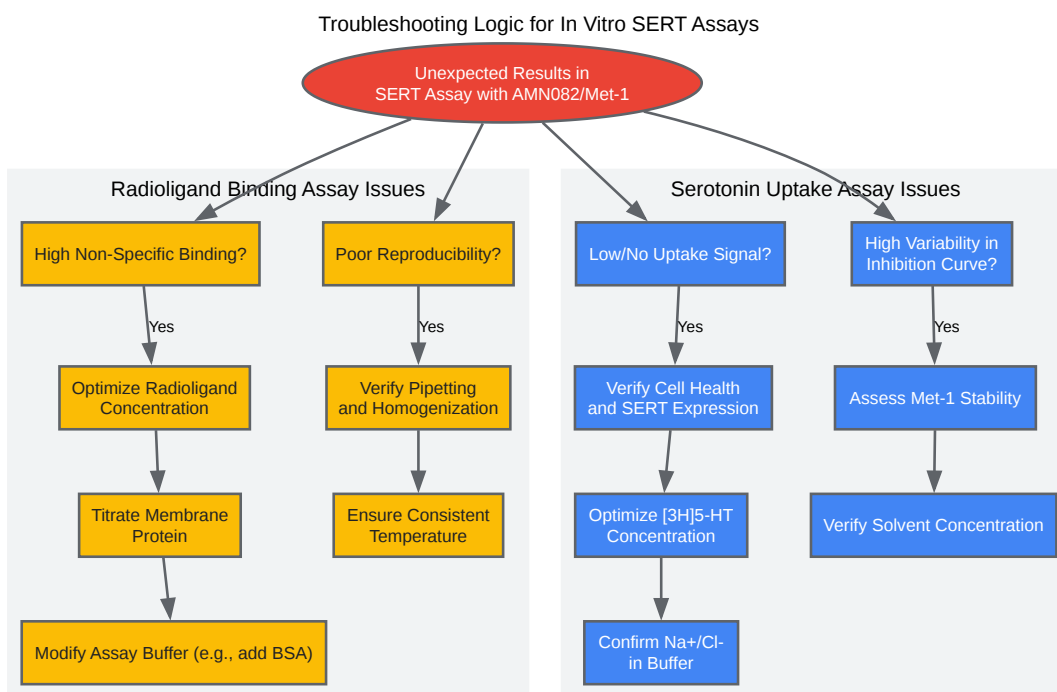 Troubleshooting Logic for In Vitro SERT Assays
Unexpected Results in
SERT Assay with AMN082/Met-1
Radioligand Binding Assay Issues
High Non-Specific Binding?
Yes
Optimize Radioligand
Concentration
Titrate Membrane
Protein
Modify Assay Buffer (e.g., add BSA)
Poor Reproducibility?
Yes
Verify Pipetting
and Homogenization
Ensure Consistent
Temperature
Serotonin Uptake Assay Issues
Low/No Uptake Signal?
Yes
Verify Cell Health
and SERT Expression
Optimize [3H]5-HT
Concentration
Confirm Na+/Cl-
in Buffer
High Variability in
Inhibition Curve?
Yes
Assess Met-1 Stability
Verify Solvent Concentration